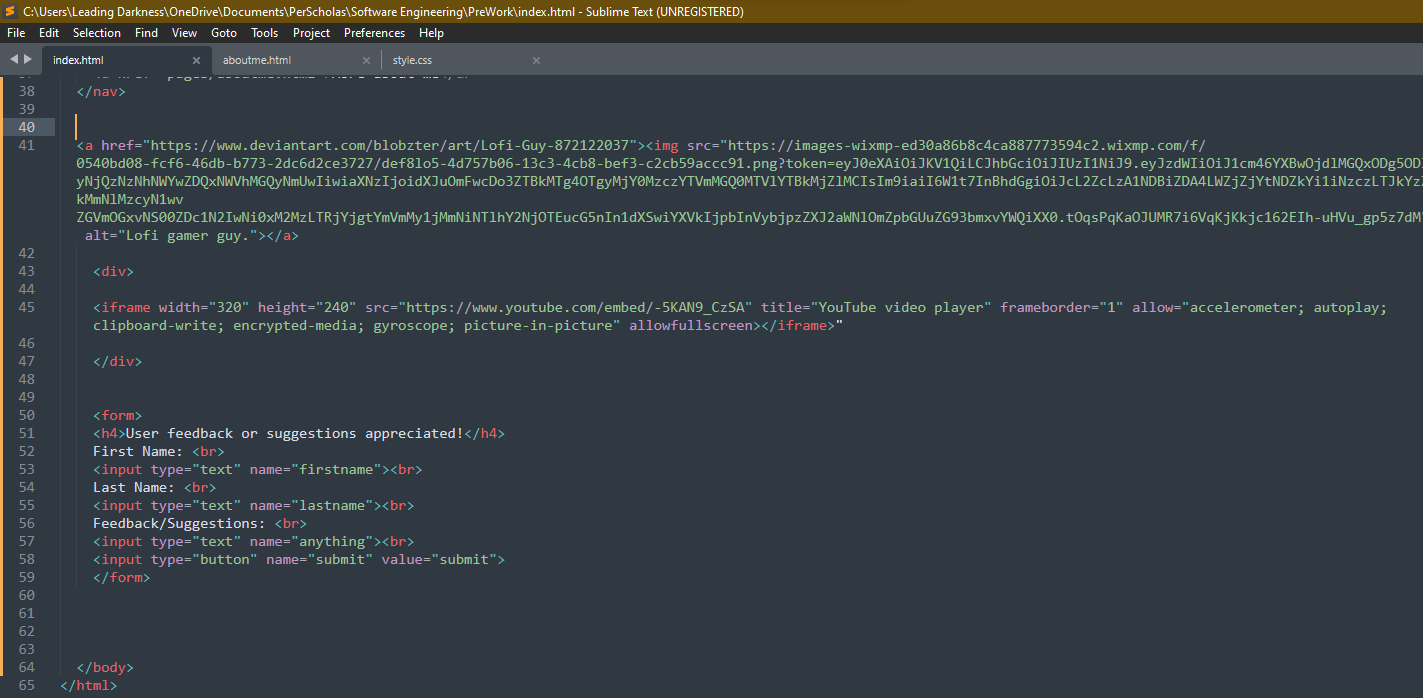 C:\Users\Leading Darkness\OneDrive\Documents\PerScholas\Software Engineering\PreWork\index.html - Sublime Text (UNREGISTERED)
File Edit Selection Find View Goto Tools Project Preferences Help
index.html × aboutme.html × style.css ×
38 </nav>
39
40
41 <a href="https://www.deviantart.com/blobzter/art/Lofi-Guy-872122037"><img src="https://images-wixmp-ed30a86b8c4ca887773594c2.wixmp.com/f/
0540bd08-fcf6-46db-b773-2dc6d2ce3727/def8lo5-4d757b06-13c3-4cb8-bef3-c2cb59accc91.png?token=eyJ0eXAiOiJKV1QiLCJhbGciOiJIUzI1NiJ9.
alt="Lofi gamer guy."></a>
42
43 <div>
44
45 <iframe width="320" height="240" src="https://www.youtube.com/embed/-5KAN9_CzSA" title="YouTube video player" frameborder="1" allow="accelerometer; autoplay;
clipboard-write; encrypted-media; gyroscope; picture-in-picture" allowfullscreen></iframe>"
46
47 </div>
48
49
50 <form>
51 <h4>User feedback or suggestions appreciated!</h4>
52 First Name: <br>
53 <input type="text" name="firstname"><br>
54 Last Name: <br>
55 <input type="text" name="lastname"><br>
56 Feedback/Suggestions: <br>
57 <input type="text" name="anything"><br>
58 <input type="button" name="submit" value="submit">
59 </form>
60
61
62
63
64 </body>
65 </html>